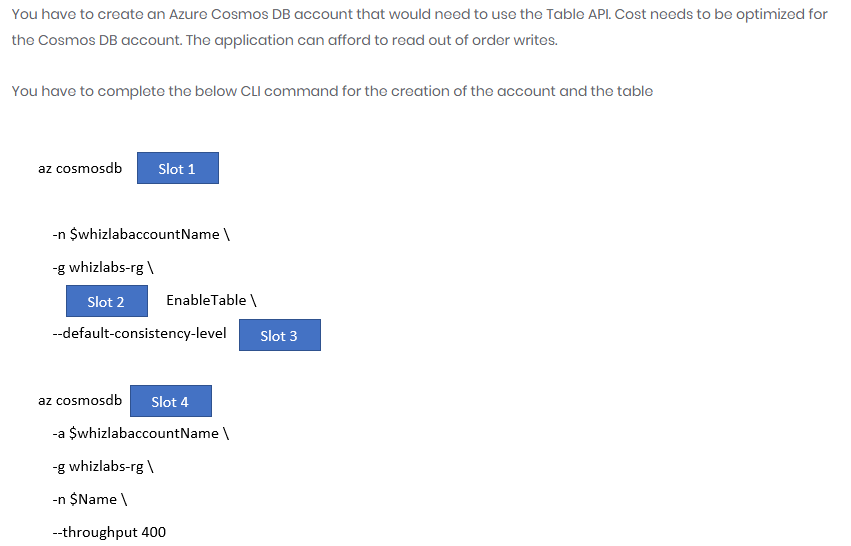 You have to create an Azure Cosmos DB account that would need to use the Table API. Cost needs to be optimized for
the Cosmos DB account. The application can afford to read out of order writes.
You have to complete the below CLI command for the creation of the account and the table
az cosmosdb Slot 1
-n $whizlabaccountName \
-g whizlabs-rg \
Slot 2 EnableTable \
--default-consistency-level Slot 3
az cosmosdb Slot 4
-a $whizlabaccountName \
-g whizlabs-rg \
-n $Name \
--throughput 400